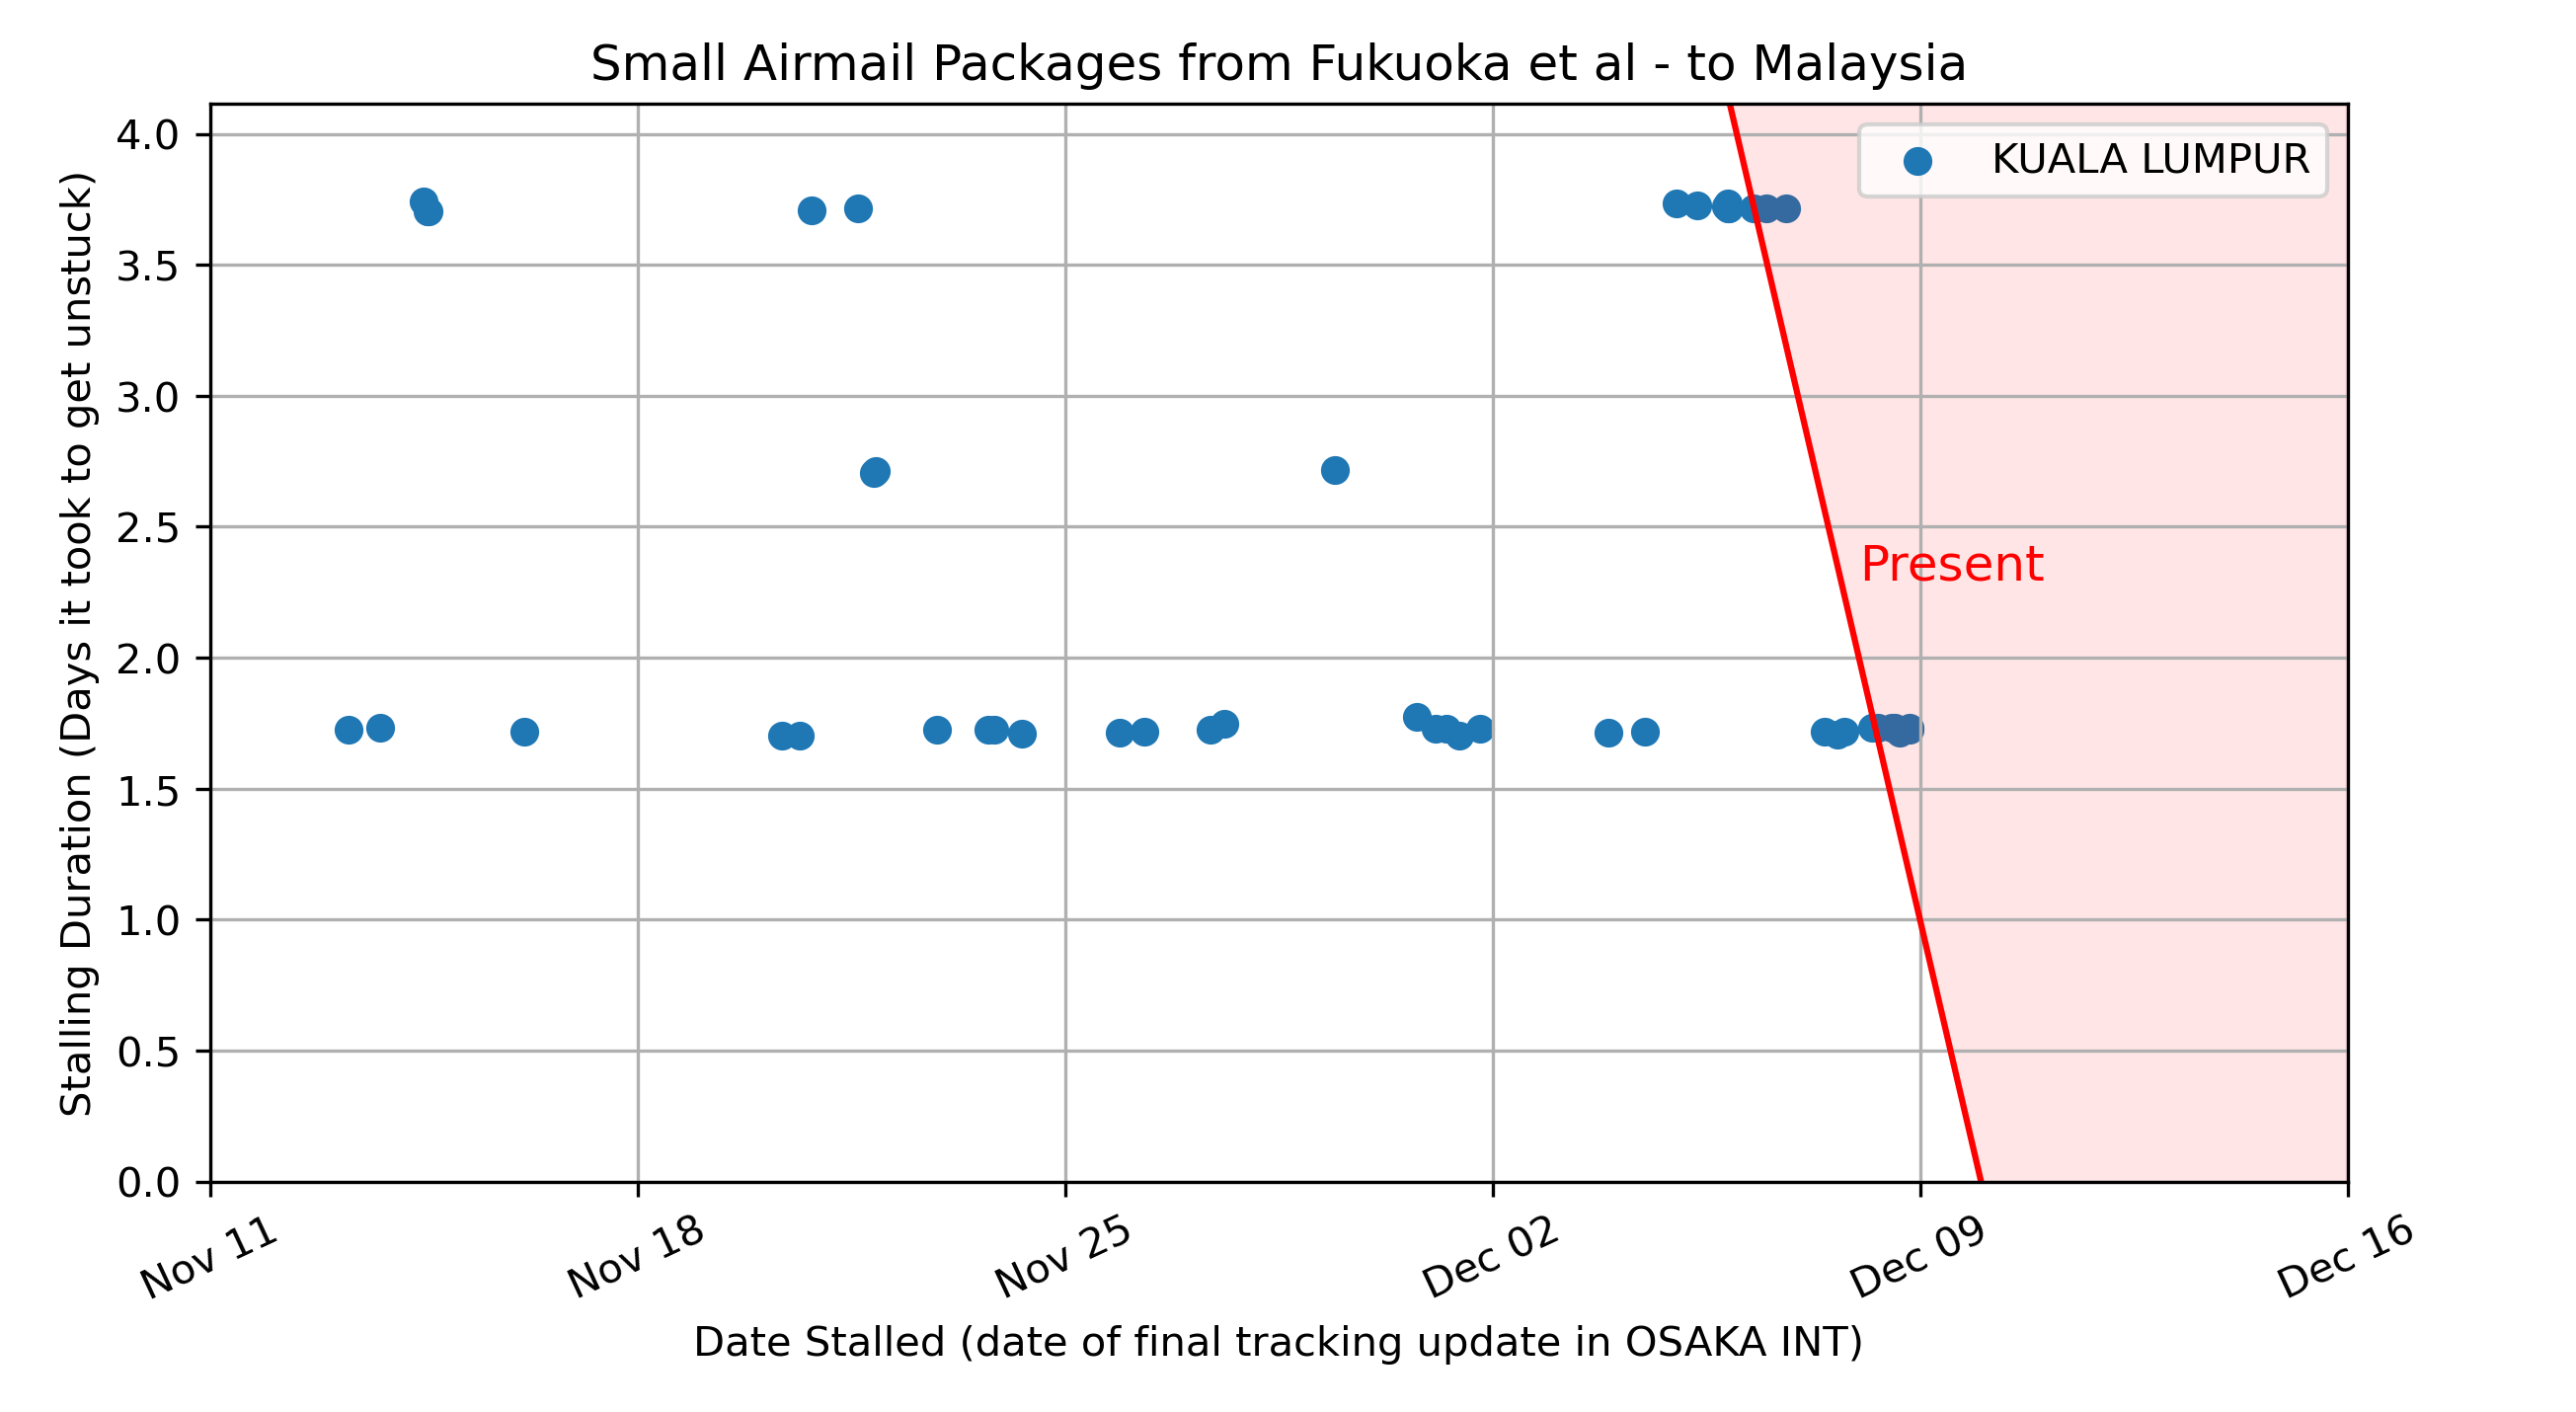 Small Airmail Packages from Fukuoka et al - to Malaysia
KUALA LUMPUR
Present
Stalling Duration (Days it took to get unstuck)
4.0
3.5
3.0
2.5
2.0
1.5
1.0
0.5
0.0
Nov 11
Nov 18
Nov 25
Dec 02
Dec 09
Dec 16
Date Stalled (date of final tracking update in OSAKA INT)